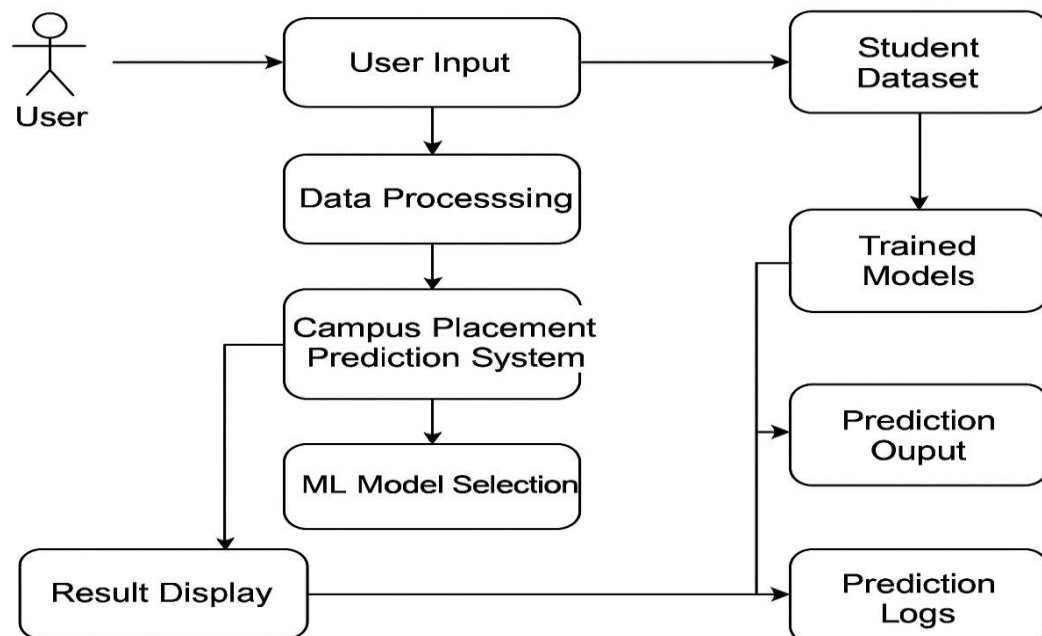 User
User Input
Student
Dataset
Data Processsing
Trained
Models
Campus Placement
Prediction System
Prediction
Ouput
ML Model Selection
Result Display
Prediction
Logs